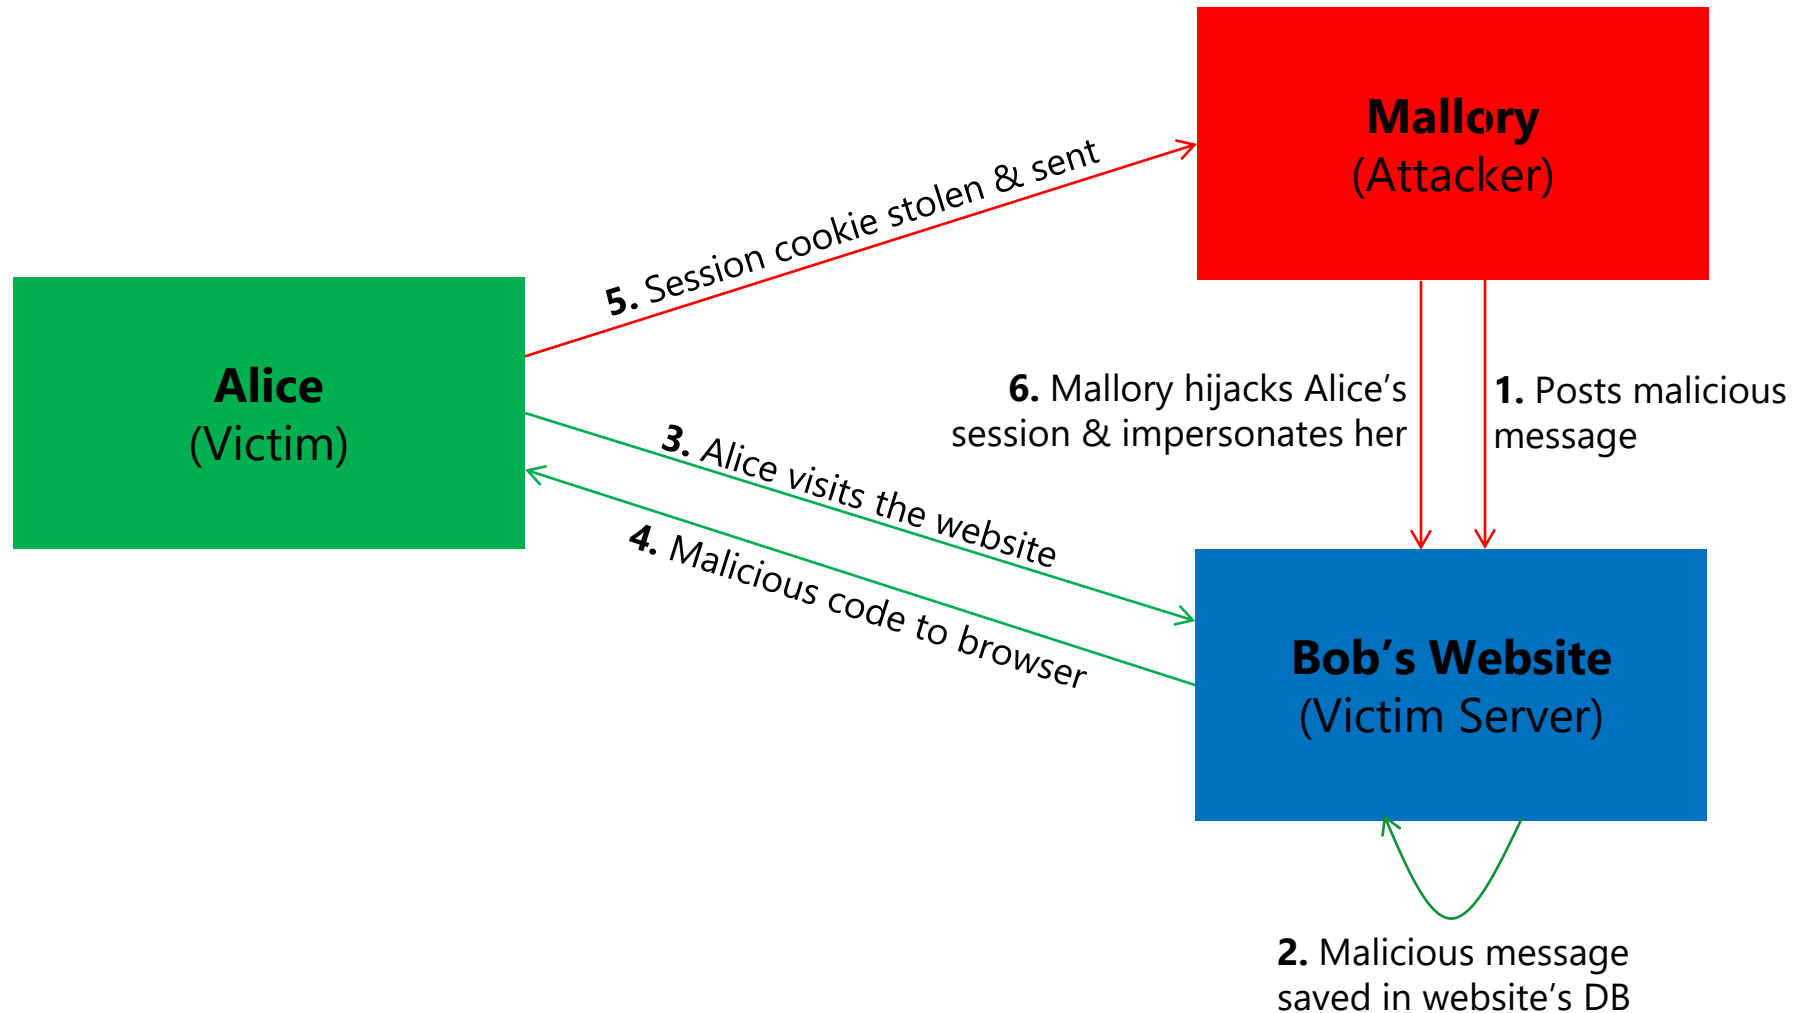 Mallory
(Attacker)
5. Session cookie stolen & sent
Alice
(Victim)
6. Mallory hijacks Alice’s
session & impersonates her
1. Posts malicious
message
3. Alice visits the website
4. Malicious code to browser
Bob’s Website
(Victim Server)
2. Malicious message
saved in website’s DB